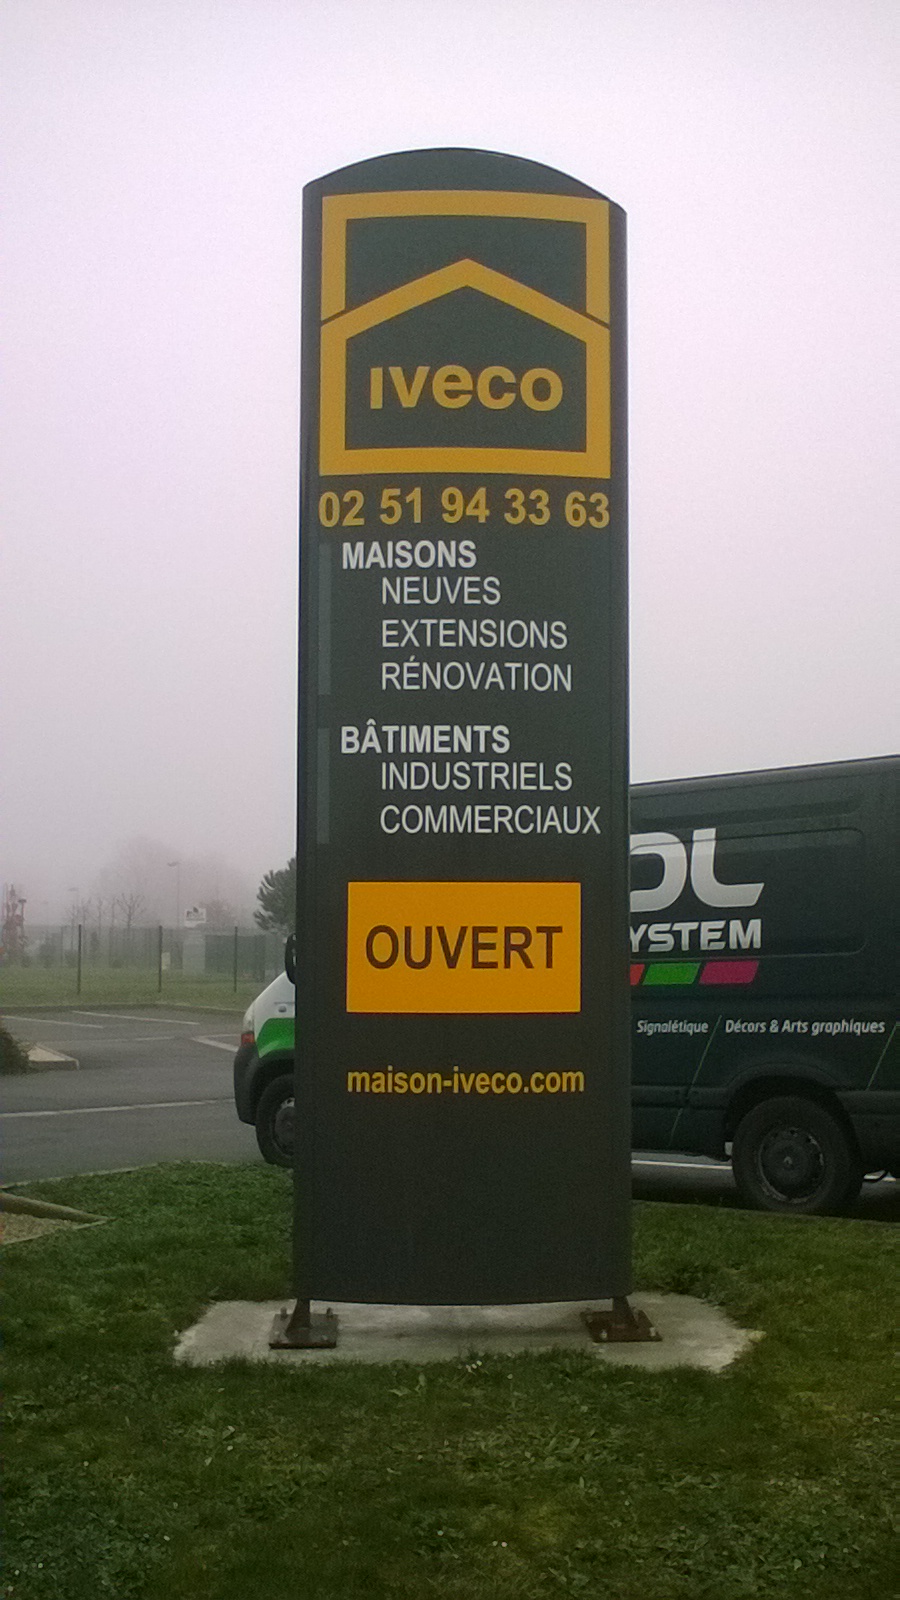 iveco
02 51 94 33 63
MAISONS
NEUVES
EXTENSIONS
RÉNOVATION
BÂTIMENTS
INDUSTRIELS
COMMERCIAUX
OUVERT
maison-iveco.com
Signalétique / Décors & Arts graphiques